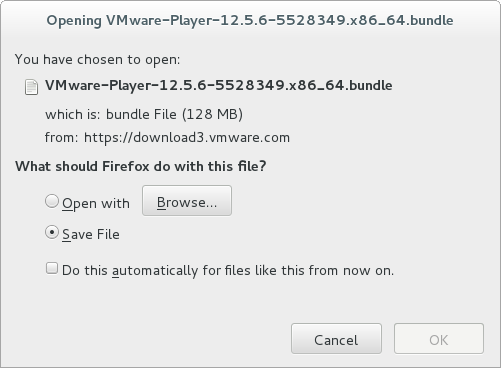 Opening VMware-Player-12.5.6-5528349.x86_64.bundle
You have chosen to open:
VMware-Player-12.5.6-5528349.x86_64.bundle
which is: bundle File (128 MB)
from: https://download3.vmware.com
What should Firefox do with this file?
Open with Browse...
Save File
Do this automatically for files like this from now on.
Cancel OK